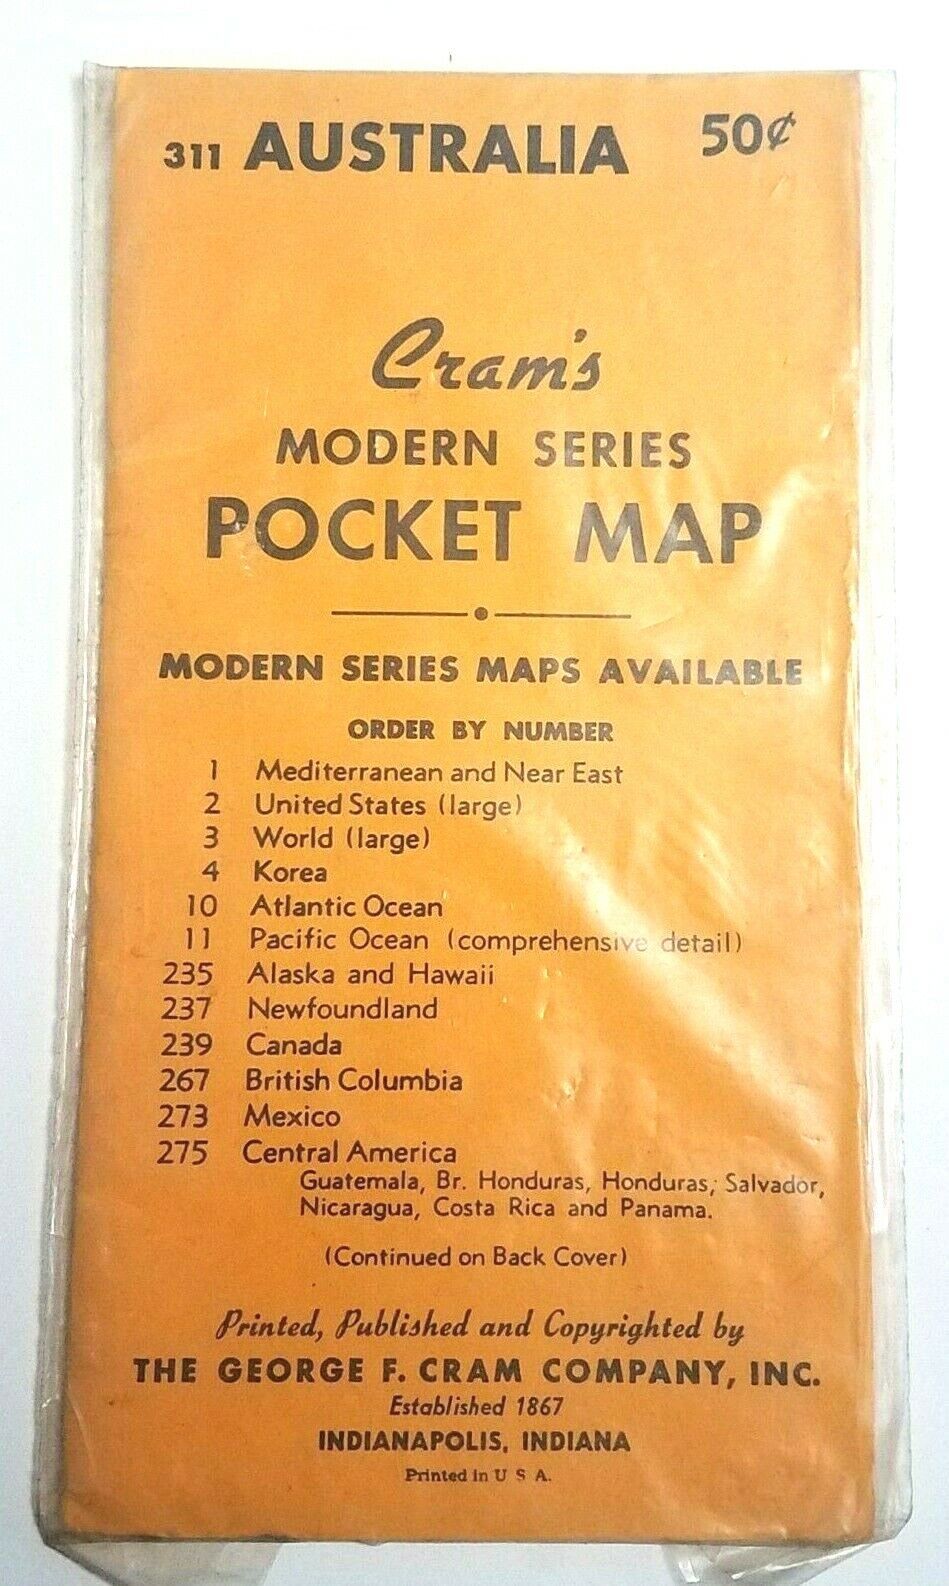 311 AUSTRALIA 50¢
Cram's
MODERN SERIES
POCKET MAP
MODERN SERIES MAPS AVAILABLE
ORDER BY NUMBER
1 Mediterranean and Near East
2 United States (large)
3 World (large)
4 Korea
10 Atlantic Ocean
11 Pacific Ocean (comprehensive detail)
235 Alaska and Hawaii
237 Newfoundland
239 Canada
267 British Columbia
273 Mexico
275 Central America
Guatemala, Br. Honduras, Honduras, Salvador,
Nicaragua, Costa Rica and Panama.
(Continued on Back Cover)
Printed, Published and Copyrighted by
THE GEORGE F. CRAM COMPANY, INC.
Established 1867
INDIANAPOLIS, INDIANA
Printed in U S A.